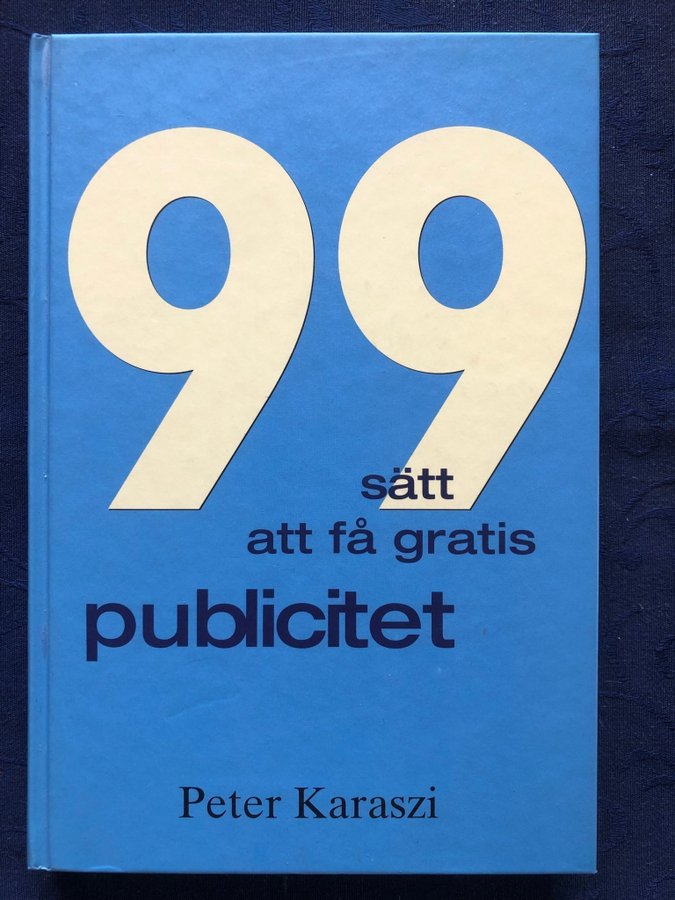 99
sätt
att få gratis
publicitet
Peter Karaszi